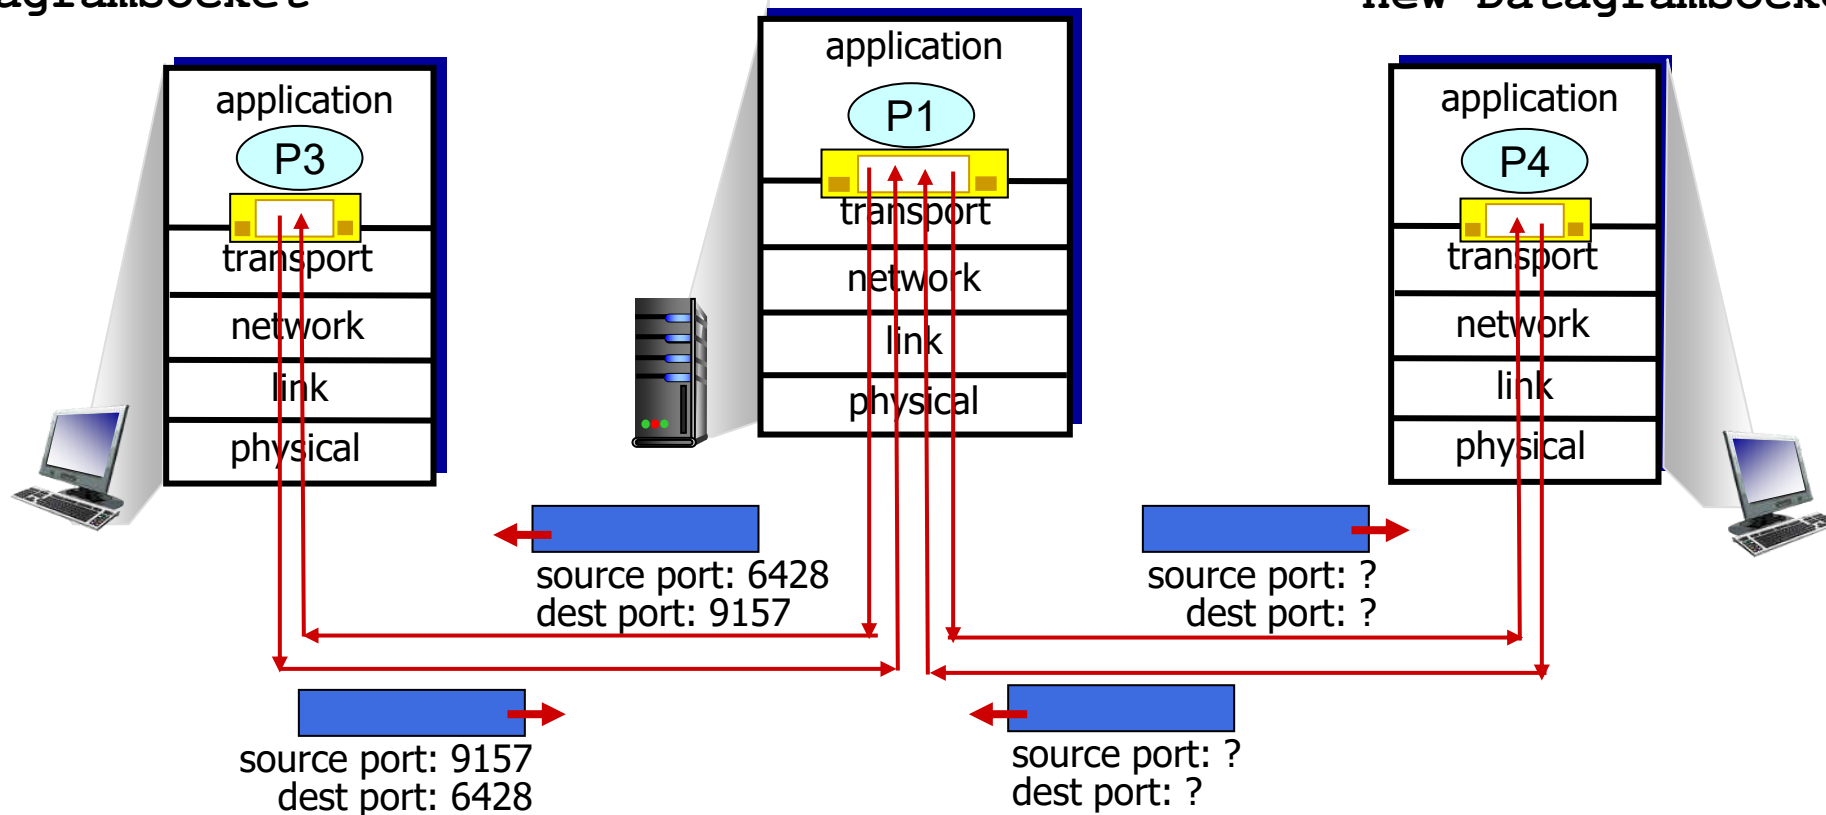 application
P3
transport
network
link
physical
application
P1
transport
network
link
physical
application
P4
transport
network
link
physical
source port: 6428
dest port: 9157
source port: ?
dest port: ?
source port: 9157
dest port: 6428
source port: ?
dest port: ?